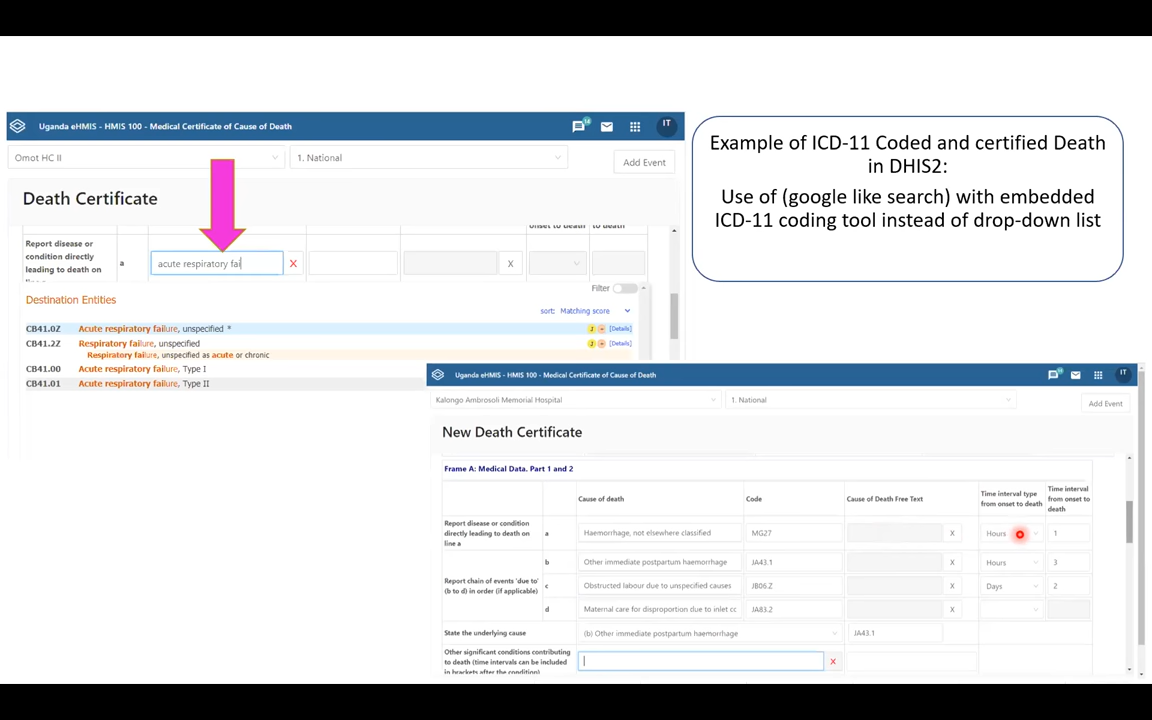 Uganda eHMIS - HMIS 100 - Medical Certificate of Cause of Death
IT
Omot HC II
1. National
Add Event
Death Certificate
onset to death
to death
Report disease or
condition directly
leading to death on
line a
a
acute respiratory fai
X
X
Filter
Destination Entities
sort: Matching score
CB41.0Z Acute respiratory failure, unspecified * [Details]
CB41.2Z Respiratory failure, unspecified [Details]
Respiratory failure, unspecified as acute or chronic
CB41.00 Acute respiratory failure, Type I
CB41.01 Acute respiratory failure, Type II
Example of ICD-11 Coded and certified Death
in DHIS2:
Use of (google like search) with embedded
ICD-11 coding tool instead of drop-down list
Uganda eHMIS - HMIS 100 - Medical Certificate of Cause of Death
IT
Kalongo Ambrosoli Memorial Hospital
1. National
Add Event
New Death Certificate
Frame A: Medical Data. Part 1 and 2
Cause of death
Code
Cause of Death Free Text
Time interval type
from onset to death
Time interval
from onset to
death
Report disease or condition
directly leading to death on
line a
a
Haemorrhage, not elsewhere classified
MG27
X
Hours
1
Report chain of events 'due to'
(b to d) in order (if applicable)
b
Other immediate postpartum haemorrhage
JA43.1
X
Hours
3
c
Obstructed labour due to unspecified causes
JB06.Z
X
Days
2
d
Maternal care for disproportion due to inlet cc
JA83.2
X
State the underlying cause
(b) Other immediate postpartum haemorrhage
JA43.1
Other significant conditions contributing
to death (time intervals can be included
in brackets after the condition)
X